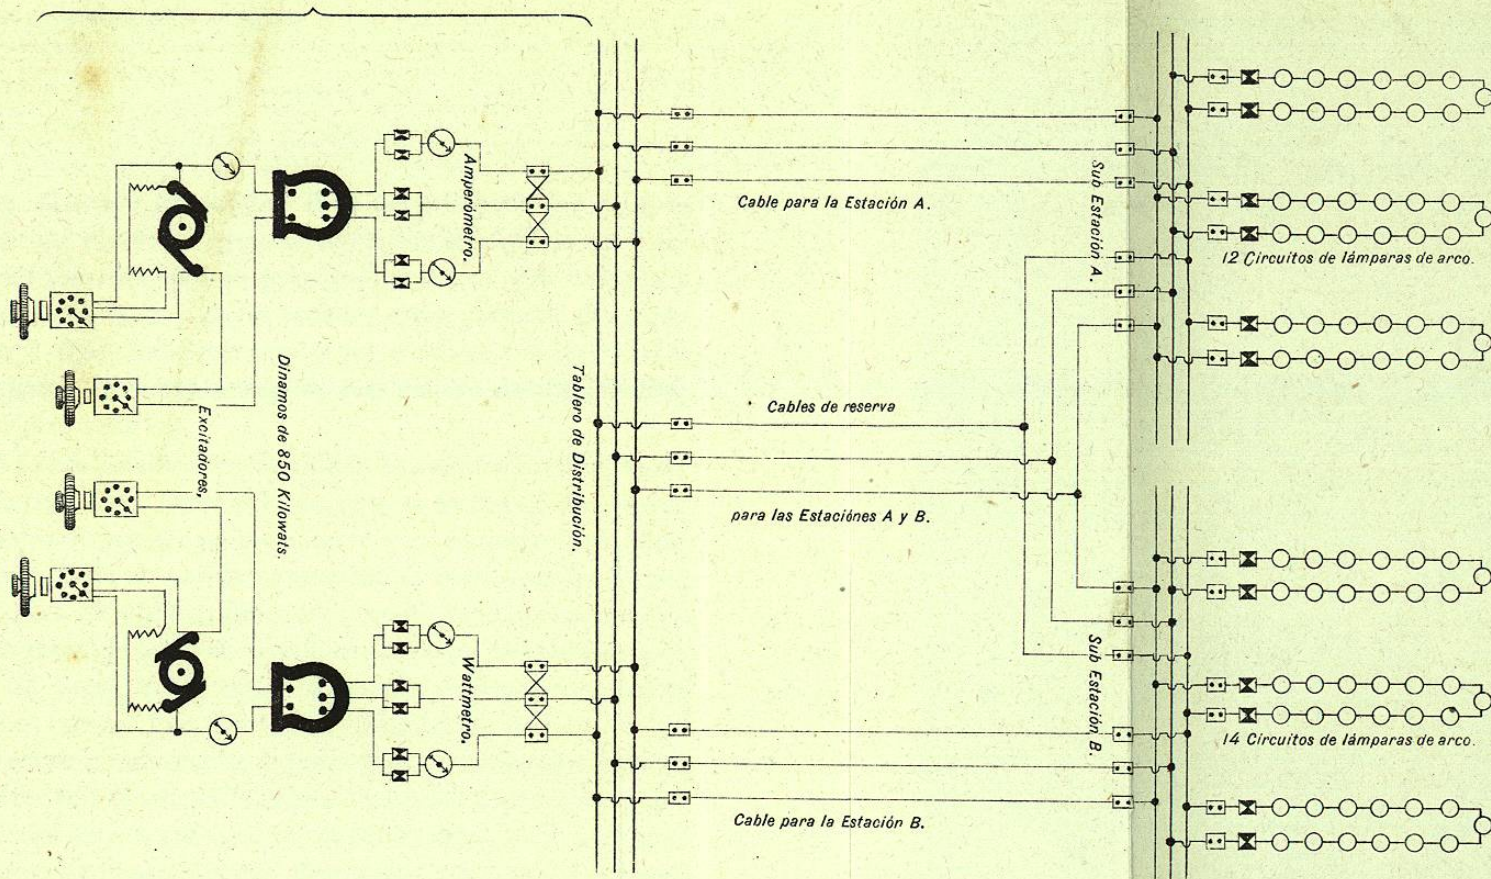 Amperómetro.
Cable para la Estación A.
Sub Estación A.
12 Circuitos de lámparas de arco.
Dinamos de 850 Kilowats.
Excitadores,
Tablero de Distribución.
Cables de reserva
para las Estaciónes A y B.
Wattmetro.
Sub Estación B.
14 Circuitos de lámparas de arco.
Cable para la Estación B.